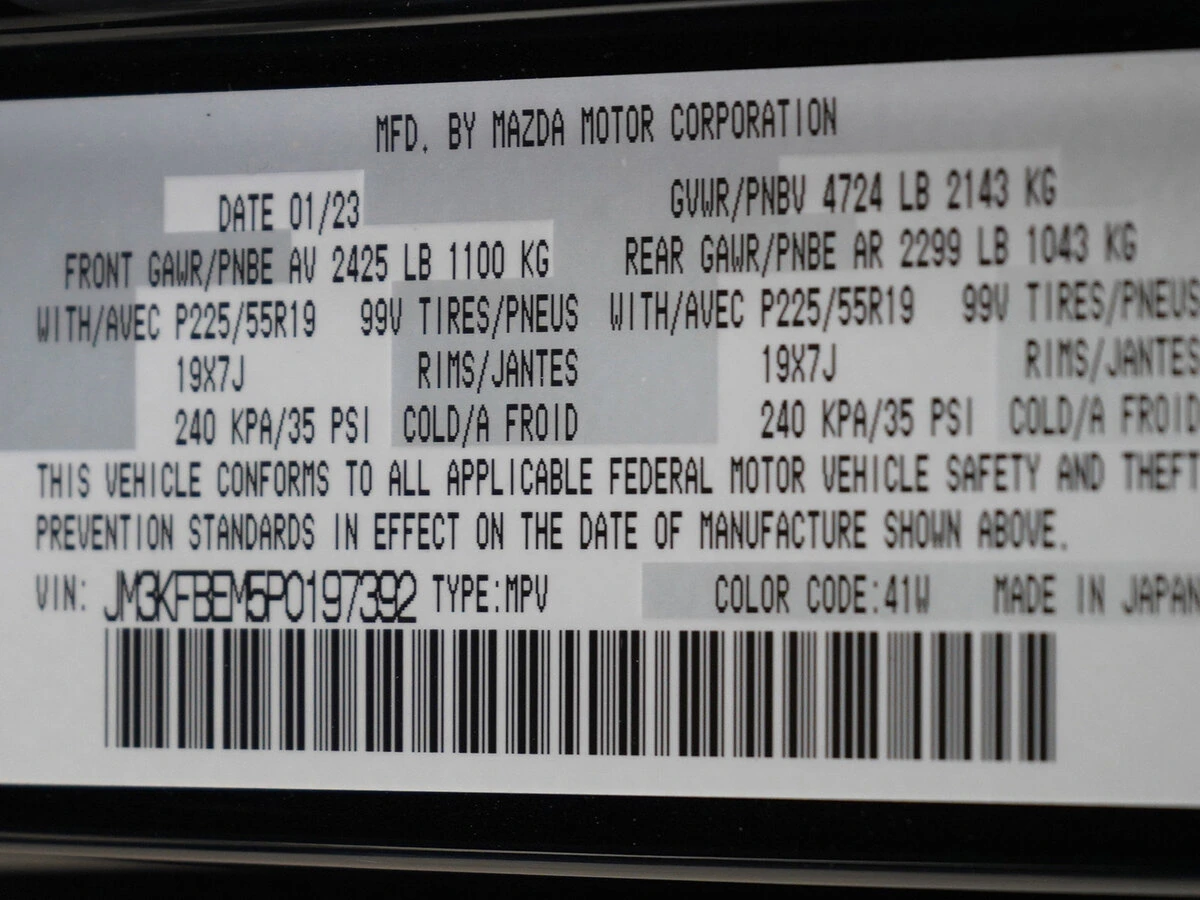 MFD. BY MAZDA MOTOR CORPORATION
DATE 01/23 GVWR/PNBV 4724 LB 2143 KG
FRONT GAWR/PNBE AV 2425 LB 1100 KG REAR GAWR/PNBE AR 2299 LB 1043 KG
WITH/AVEC P225/55R19 99V TIRES/PNEUS WITH/AVEC P225/55R19 99V TIRES/PNEUS
19X7J RIMS/JANTES 19X7J RIMS/JANTES
240 KPA/35 PSI COLD/A FROID 240 KPA/35 PSI COLD/A FROID
THIS VEHICLE CONFORMS TO ALL APPLICABLE FEDERAL MOTOR VEHICLE SAFETY AND THEFT
PREVENTION STANDARDS IN EFFECT ON THE DATE OF MANUFACTURE SHOWN ABOVE.
VIN: JM3KFBEM5P0197392 TYPE:MPV COLOR CODE:41W MADE IN JAPAN